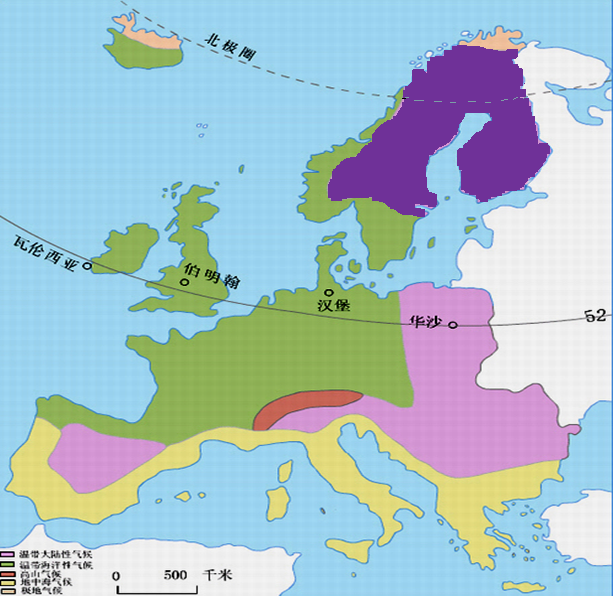 北极圈
瓦伦西亚
伯明翰
汉堡
华沙
52
温带大陆性气候
温带海洋性气候
高山气候
地中海气候
极地气候
0 500 千米